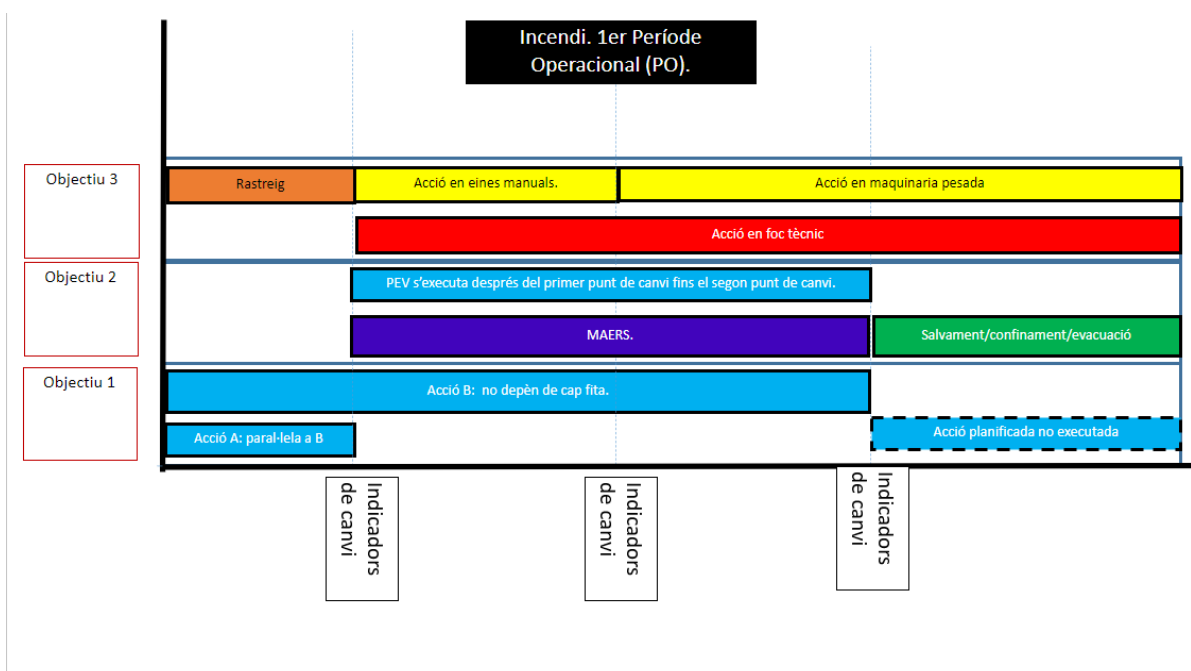 Incendi. 1er Període
Operacional (PO).
Objectiu 3
Rastreig
Acció en eines manuals.
Acció en maquinaria pesada
Acció en foc tècnic
Objectiu 2
PEV s’executa després del primer punt de canvi fins el segon punt de canvi.
MAERS.
Salvament/confinament/evacuació
Objectiu 1
Acció B:  no depèn de cap fita.
Acció A: paral·lela a B
Acció planificada no executada
Indicadors
de canvi
Indicadors
de canvi
Indicadors
de canvi